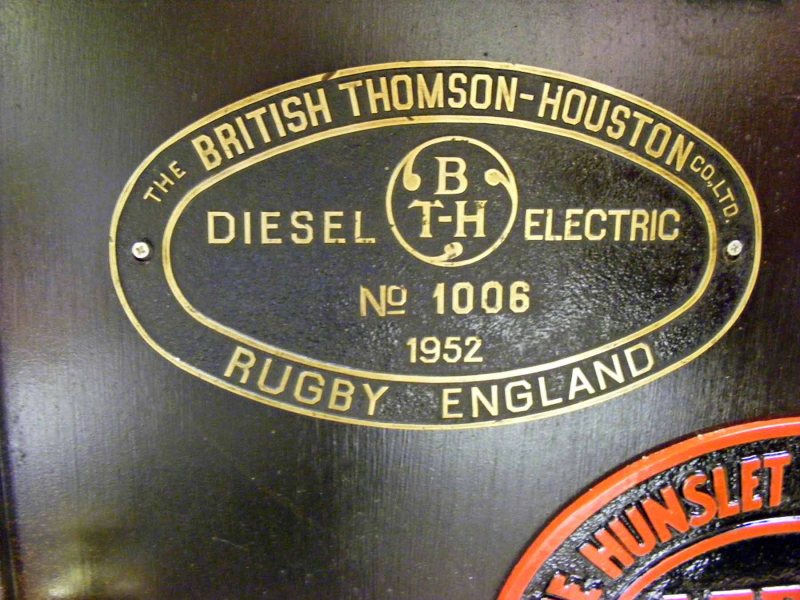 THE BRITISH THOMSON-HOUSTON CO., LTD.
B
T-H
DIESEL ELECTRIC
No 1006
1952
RUGBY ENGLAND
HUNSLET